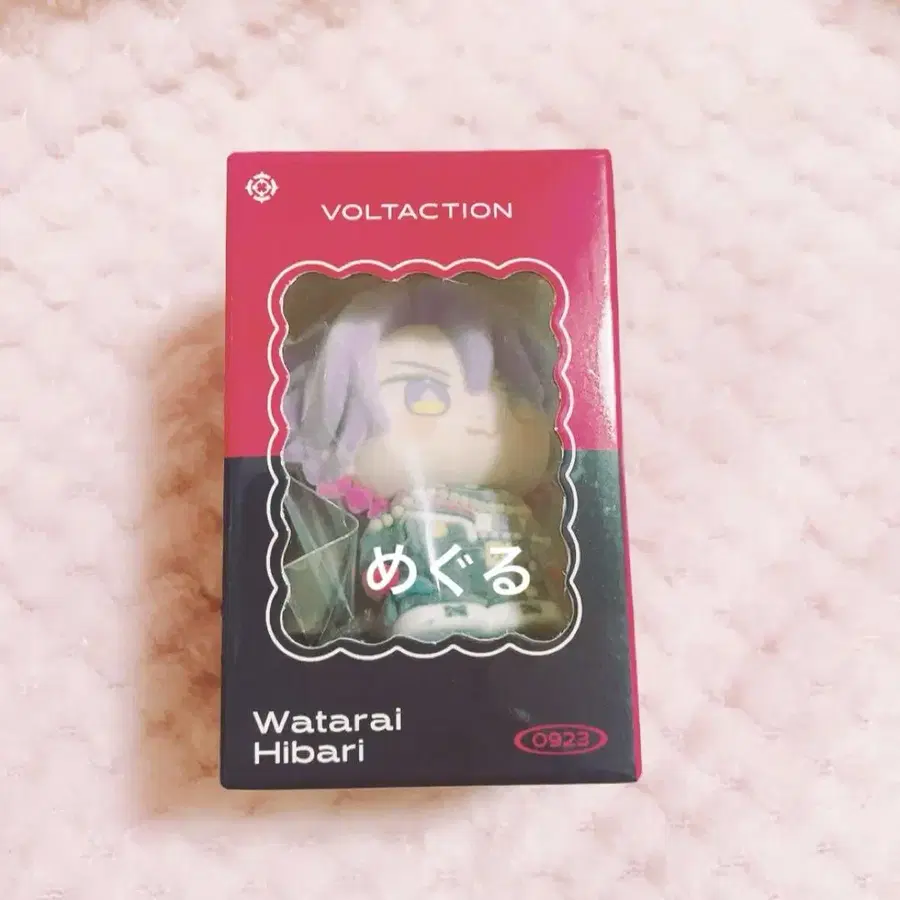 VOLTACTION
めぐる
Watarai
Hibari
0923